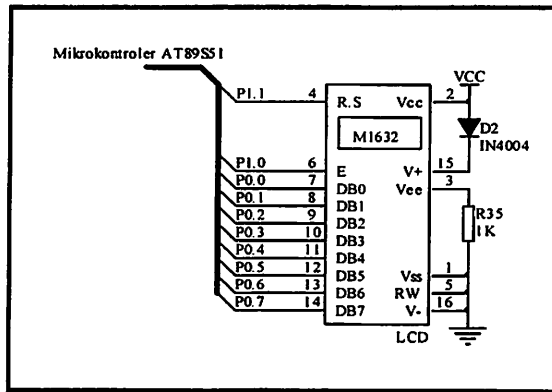 Mikrokontroler AT89S51
VCC
P1.1 4 R.S Vcc 2
M1632
D2
IN4004
P1.0 6 E V+ 15
P0.0 7 DB0 Vee 3
P0.1 8 DB1
P0.2 9 DB2
P0.3 10 DB3
R35
1K
P0.4 11 DB4
P0.5 12 DB5 Vss 1
P0.6 13 DB6 RW 5
P0.7 14 DB7 V- 16
LCD